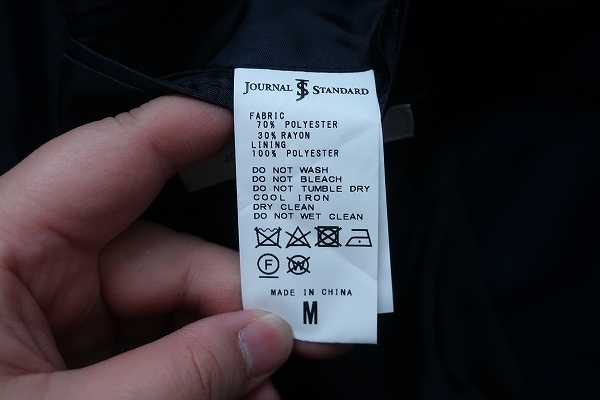 JOURNAL JS STANDARD
FABRIC
70% POLYESTER
30% RAYON
LINING
100% POLYESTER
DO NOT WASH
DO NOT BLEACH
DO NOT TUMBLE DRY
COOL IRON
DRY CLEAN
DO NOT WET CLEAN
F W
MADE IN CHINA
M